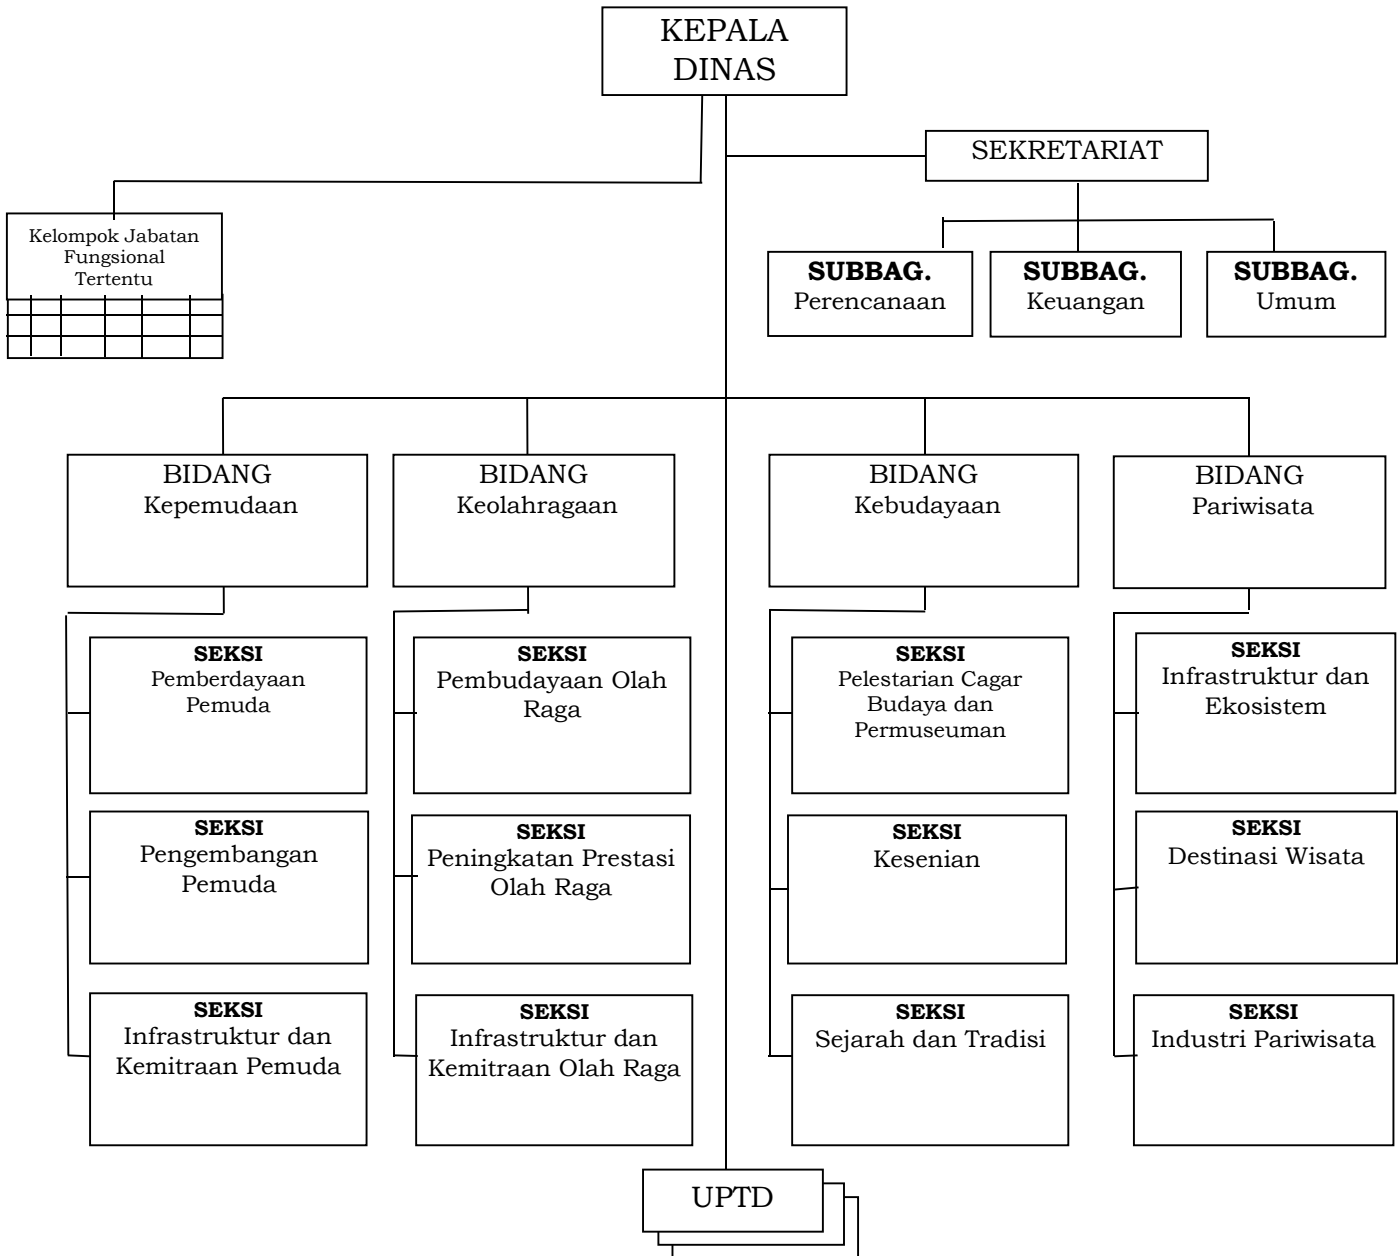 KEPALA
DINAS
SEKRETARIAT
Kelompok Jabatan
Fungsional
Tertentu
SUBBAG.
Perencanaan
SUBBAG.
Keuangan
SUBBAG.
Umum
BIDANG
Kepemudaan
BIDANG
Keolahragaan
BIDANG
Kebudayaan
BIDANG
Pariwisata
SEKSI
Pemberdayaan
Pemuda
SEKSI
Pembudayaan Olah
Raga
SEKSI
Pelestarian Cagar
Budaya dan
Permuseuman
SEKSI
Infrastruktur dan
Ekosistem
SEKSI
Pengembangan
Pemuda
SEKSI
Peningkatan Prestasi
Olah Raga
SEKSI
Kesenian
SEKSI
Destinasi Wisata
SEKSI
Infrastruktur dan
Kemitraan Pemuda
SEKSI
Infrastruktur dan
Kemitraan Olah Raga
SEKSI
Sejarah dan Tradisi
SEKSI
Industri Pariwisata
UPTD